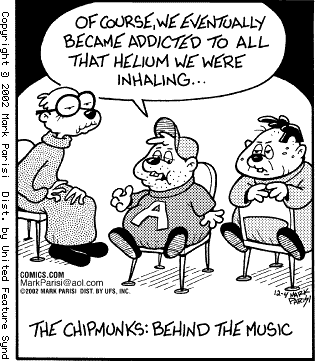 OF COURSE, WE EVENTUALLY
BECAME ADDICTED TO ALL
THAT HELIUM WE WERE
INHALING...
A
COMICS.COM
MarkParisi@aol.com
©2002 MARK PARISI DIST. BY UFS, INC.
12-4 MARK
PARISI
THE CHIPMUNKS: BEHIND THE MUSIC
Copyright @ 2002 Mark Parisi Dist. by United Feature Synd